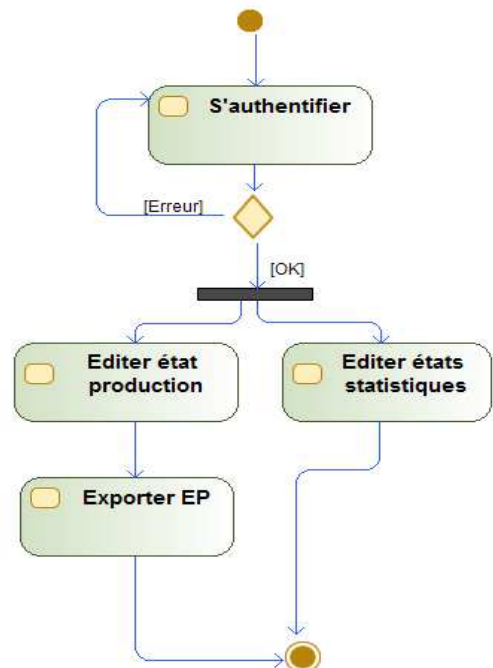 S'authentifier
[Erreur]
[OK]
Editer état
production
Editer états
statistiques
Exporter EP